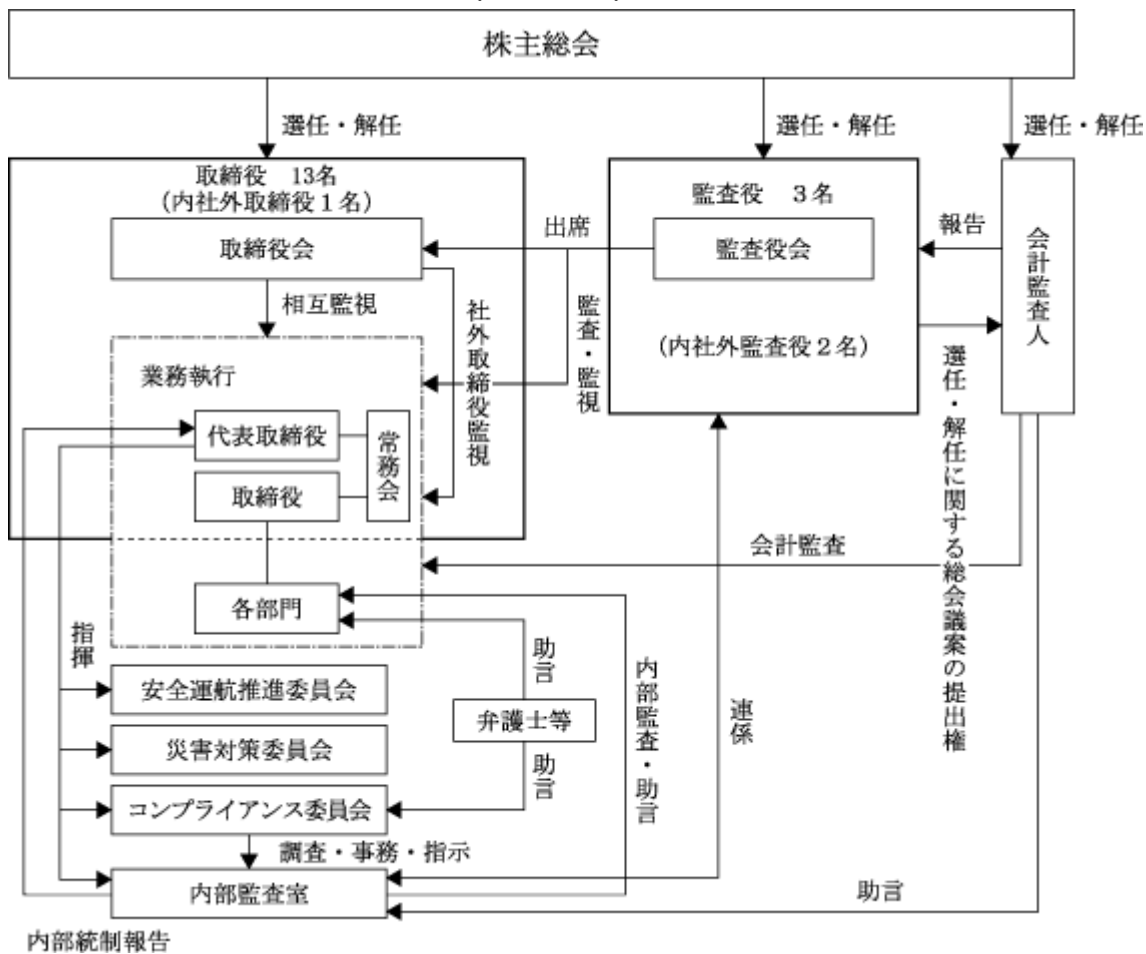 株主総会
選任・解任
選任・解任
選任・解任
取締役　13名
(内社外取締役１名)
取締役会
出席
監査役　３名
監査役会
(内社外監査役２名)
報告
会計監査人
相互監視
社外取締役監視
監査・監視
選任・解任に関する総会議案の提出権
業務執行
代表取締役
常務会
取締役
会計監査
各部門
指揮
助言
内部監査・助言
連係
安全運航推進委員会
弁護士等
災害対策委員会
助言
コンプライアンス委員会
調査・事務・指示
内部監査室
助言
内部統制報告